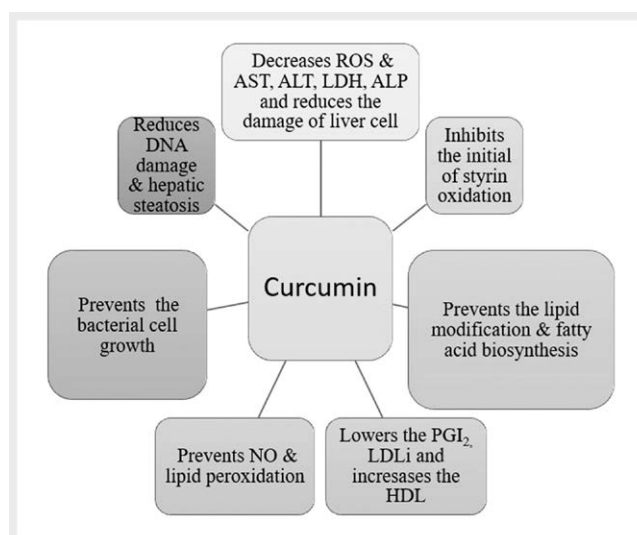 Decreases ROS &
AST, ALT, LDH, ALP
and reduces the
damage of liver cell
Reduces
DNA
damage
& hepatic
steatosis
Inhibits
the initial
of styrin
oxidation
Curcumin
Prevents the
bacterial cell
growth
Prevents the lipid
modification & fatty
acid biosynthesis
Prevents NO &
lipid peroxidation
Lowers the PGI₂,
LDLi and
incresases the
HDL